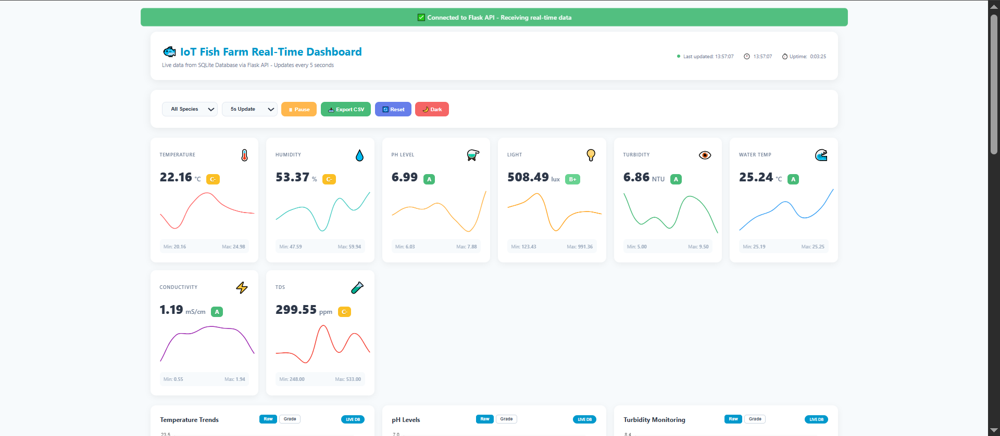 ✅ Connected to Flask API - Receiving real-time data
🐟 IoT Fish Farm Real-Time Dashboard
Live data from SQLite Database via Flask API - Updates every 5 seconds
Last updated: 13:57:07
13:57:07
Uptime: 0:03:25
All Species
5s Update
Pause
Export CSV
Reset
Dark
TEMPERATURE
22.16 °C C-
Min: 20.16 Max: 24.98
HUMIDITY
53.37 % C-
Min: 47.59 Max: 59.94
PH LEVEL
6.99 A
Min: 6.03 Max: 7.88
LIGHT
508.49 lux B+
Min: 123.43 Max: 991.36
TURBIDITY
6.86 NTU A
Min: 5.00 Max: 9.50
WATER TEMP
25.24 °C A
Min: 25.19 Max: 25.25
CONDUCTIVITY
1.19 mS/cm A
Min: 0.55 Max: 1.94
TDS
299.55 ppm C-
Min: 248.00 Max: 533.00
Temperature Trends Raw Grade LIVE DB
23.5
pH Levels Raw Grade LIVE DB
7.0
Turbidity Monitoring Raw Grade LIVE DB
8.4